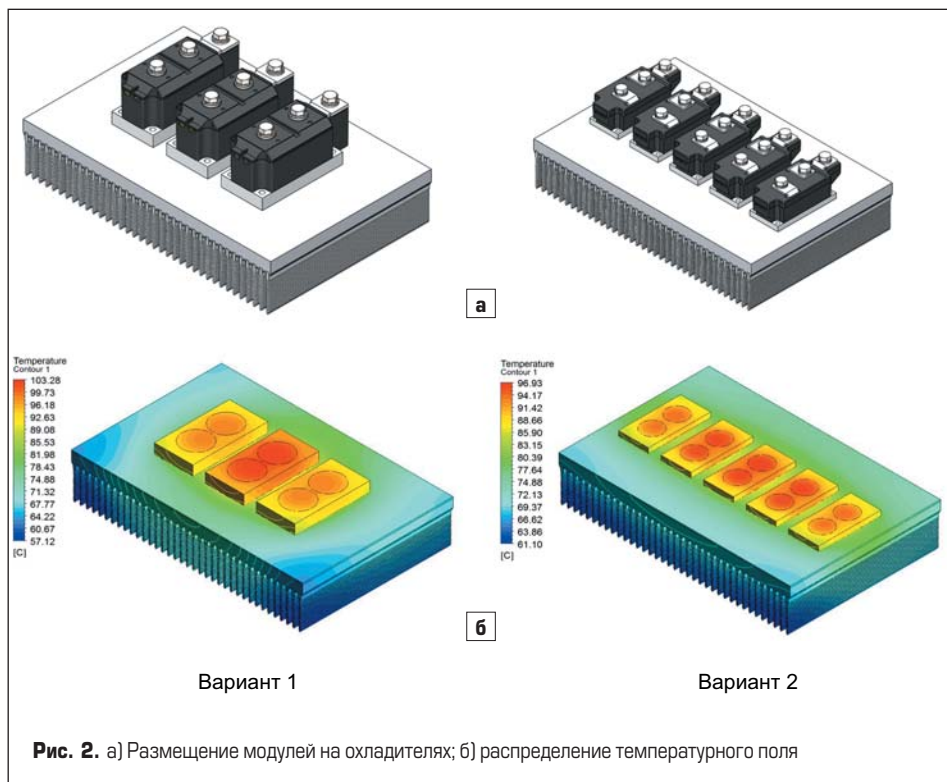 а
Temperature
Contour 1
103.28
99.73
96.18
92.63
89.08
85.53
81.98
78.43
74.88
71.32
67.77
64.22
60.67
57.12
[C]
Temperature
Contour 1
96.93
94.17
91.42
88.66
85.90
83.15
80.39
77.64
74.88
72.13
69.37
66.62
63.86
61.10
[C]
б
Вариант 1
Вариант 2
Рис. 2. а) Размещение модулей на охладителях; б) распределение температурного поля